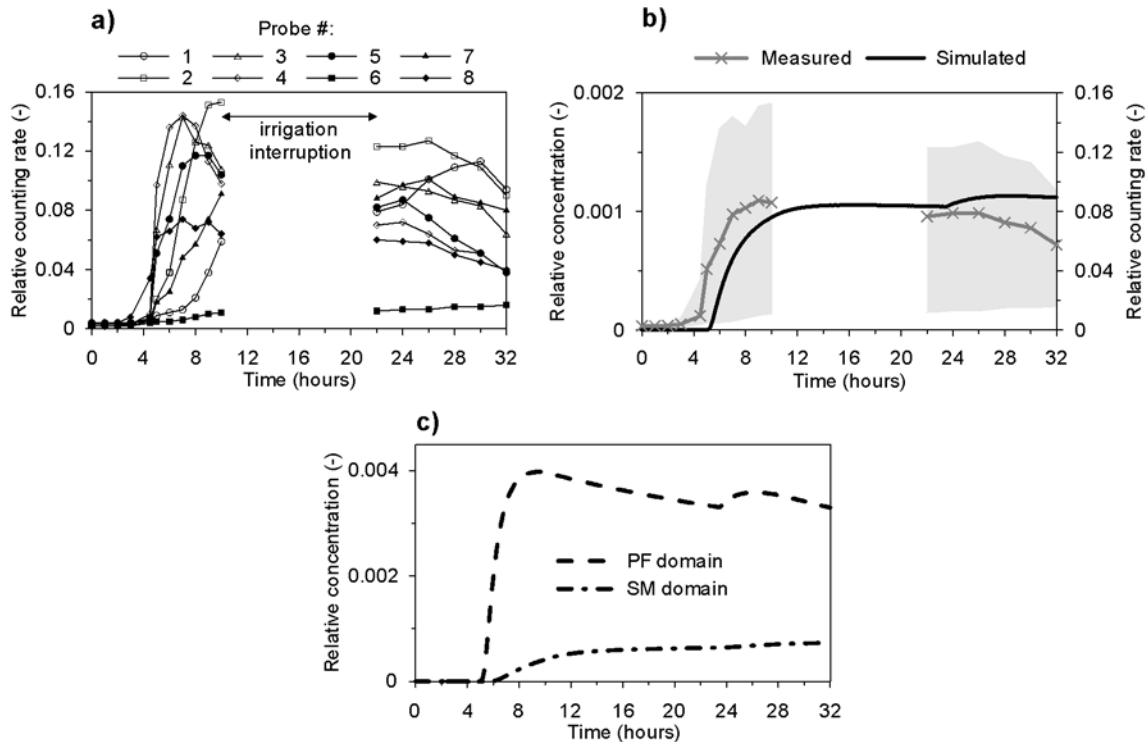 a)
Probe #:
1 3 5 7
2 4 6 8
Relative counting rate (-)
0.16
0.12
0.08
0.04
0
irrigation
interruption
0 4 8 12 16 20 24 28 32
Time (hours)
b)
Measured Simulated
Relative concentration (-)
0.002
0.001
0
0.16
0.12
0.08
0.04
0
Relative counting rate (-)
0 4 8 12 16 20 24 28 32
Time (hours)
c)
Relative concentration (-)
0.004
0.002
0
PF domain
SM domain
0 4 8 12 16 20 24 28 32
Time (hours)